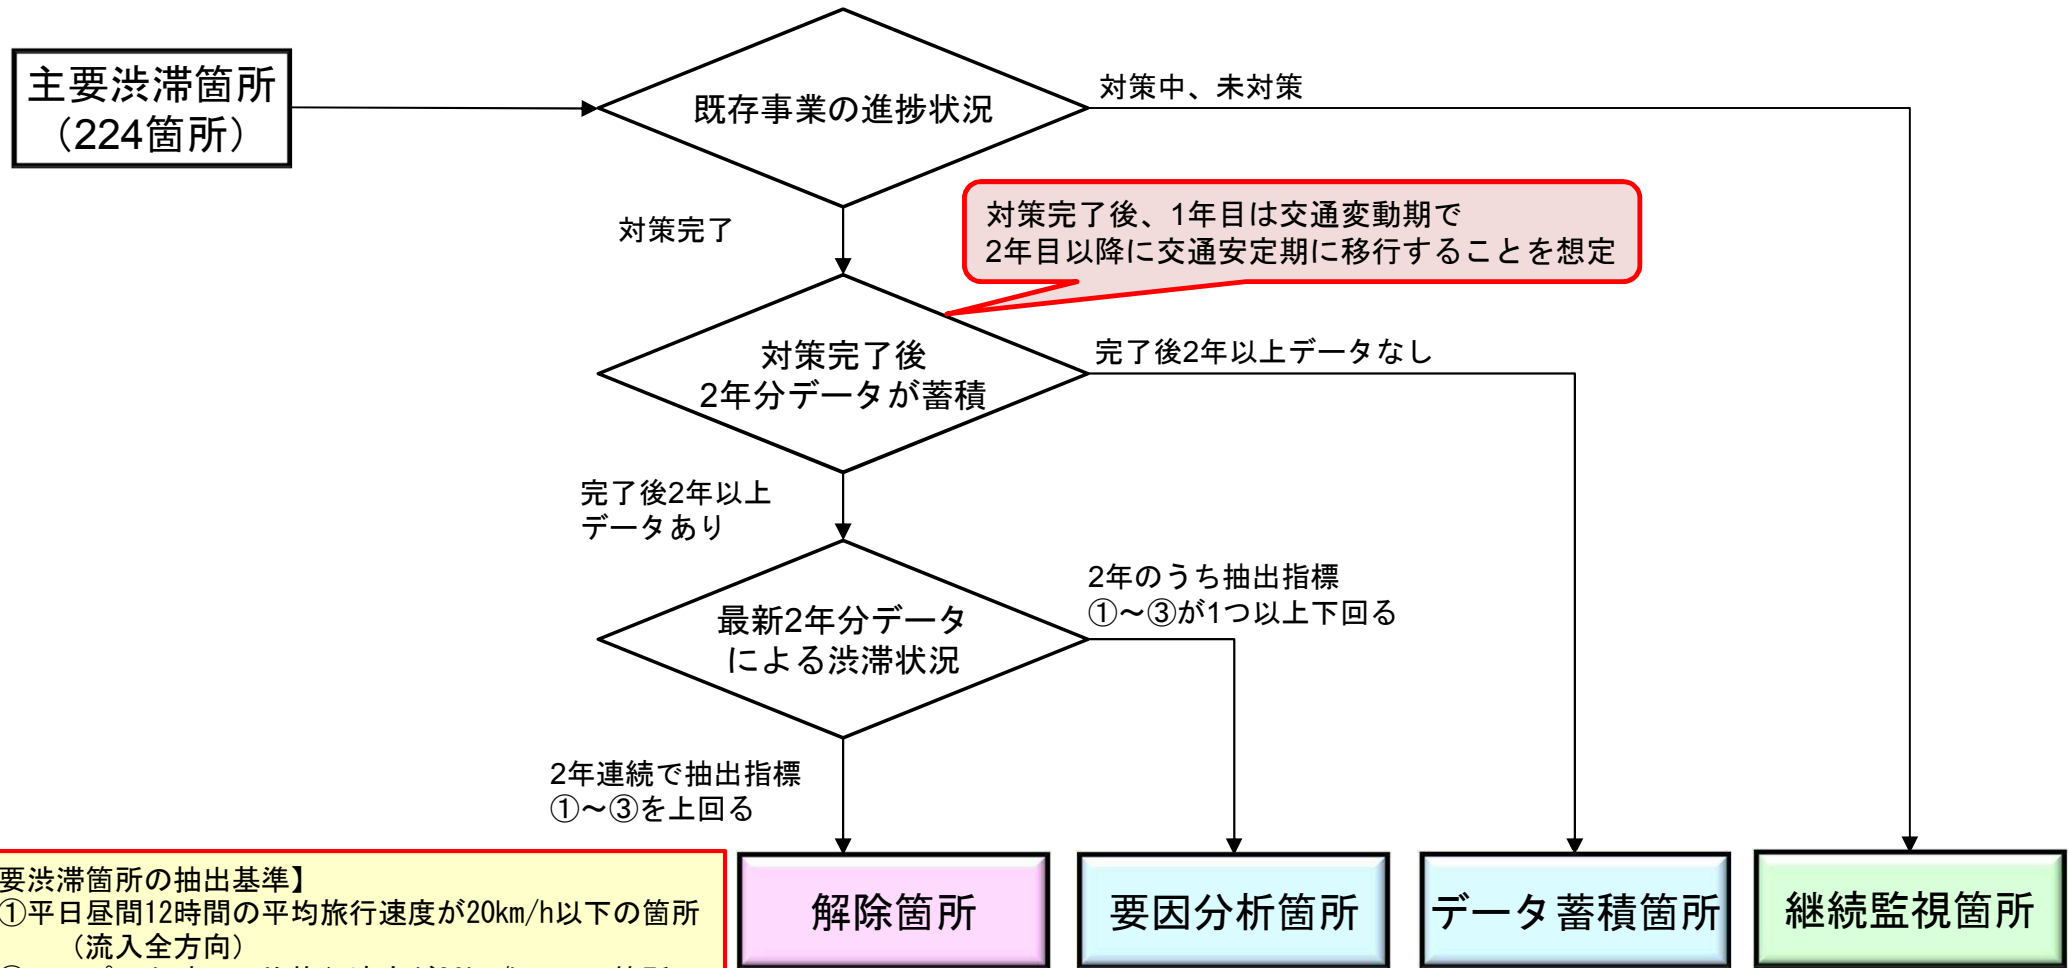 主要渋滞箇所
（224箇所）
既存事業の進捗状況
対策中、未対策
対策完了
対策完了後、1年目は交通変動期で
2年目以降に交通安定期に移行することを想定
対策完了後
2年分データが蓄積
完了後2年以上データなし
完了後2年以上
データあり
最新2年分データ
による渋滞状況
2年のうち抽出指標
①～③が1つ以上下回る
2年連続で抽出指標
①～③を上回る
要渋滞箇所の抽出基準】
①平日昼間12時間の平均旅行速度が20km/h以下の箇所
（流入全方向）
解除箇所
要因分析箇所
データ蓄積箇所
継続監視箇所